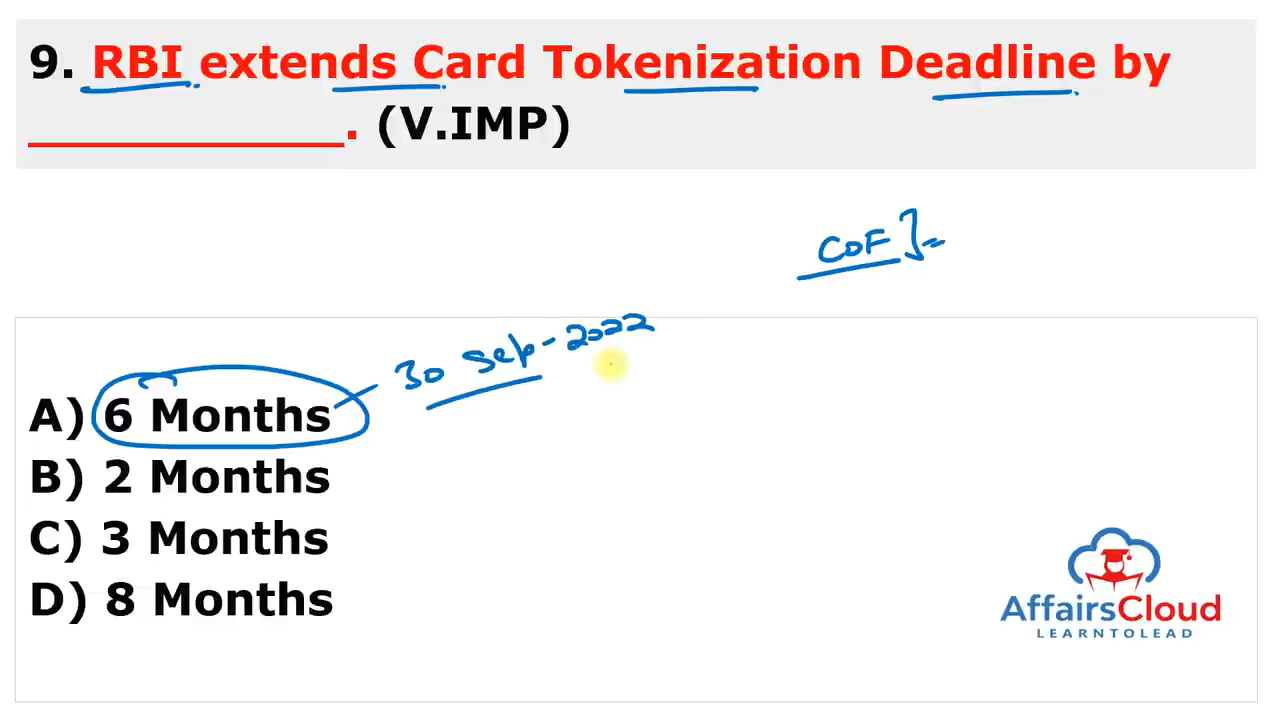 9. RBI extends Card Tokenization Deadline by
____________. (V.IMP)
COF]=
30 Sep-2022
A) 6 Months
B) 2 Months
C) 3 Months
D) 8 Months
AffairsCloud
LEARNTOLEAD